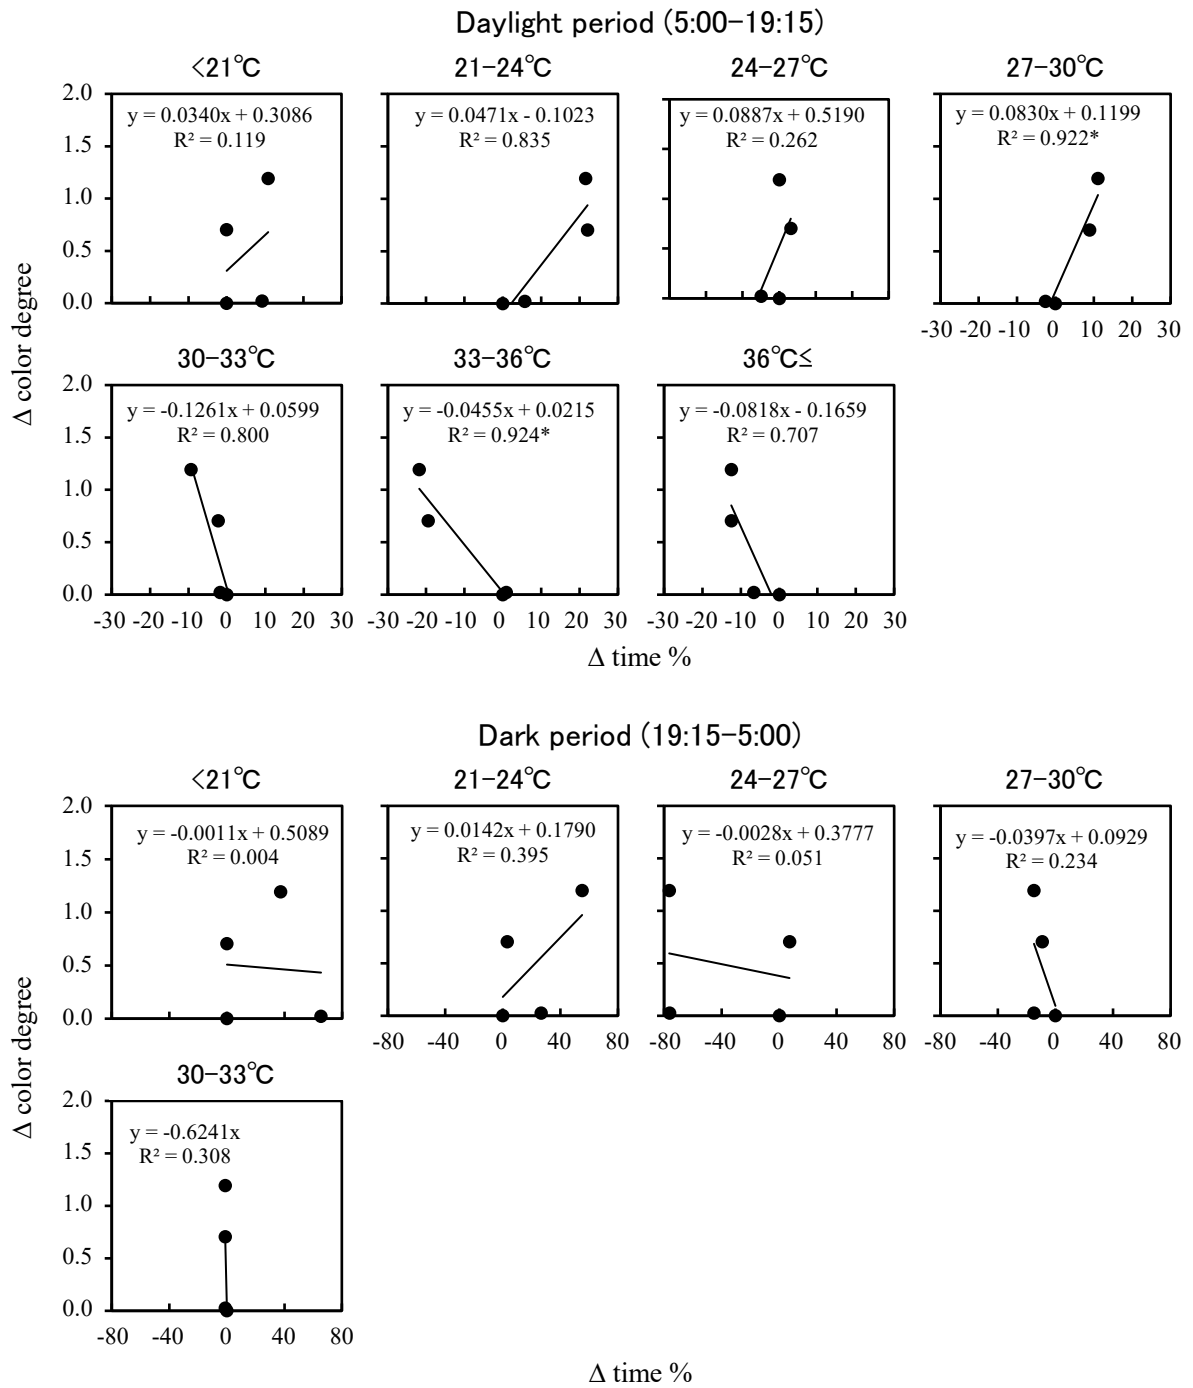 Daylight period (5:00-19:15)
<21℃
21-24℃
24-27℃
27-30℃
2.0
1.5
1.0
0.5
0.0
y = 0.0340x + 0.3086
R² = 0.119
y = 0.0471x - 0.1023
R² = 0.835
y = 0.0887x + 0.5190
R² = 0.262
y = 0.0830x + 0.1199
R² = 0.922*
-30 -20 -10 0 10 20 30
Δ color degree
30-33℃
33-36℃
36℃≤
2.0
1.5
1.0
0.5
0.0
y = -0.1261x + 0.0599
R² = 0.800
y = -0.0455x + 0.0215
R² = 0.924*
y = -0.0818x - 0.1659
R² = 0.707
-30 -20 -10 0 10 20 30
-30 -20 -10 0 10 20 30
-30 -20 -10 0 10 20 30
Δ time %
Dark period (19:15-5:00)
<21℃
21-24℃
24-27℃
27-30℃
2.0
1.5
1.0
0.5
0.0
y = -0.0011x + 0.5089
R² = 0.004
y = 0.0142x + 0.1790
R² = 0.395
y = -0.0028x + 0.3777
R² = 0.051
y = -0.0397x + 0.0929
R² = 0.234
-80 -40 0 40 80
-80 -40 0 40 80
-80 -40 0 40 80
Δ color degree
30-33℃
2.0
1.5
1.0
0.5
0.0
y = -0.6241x
R² = 0.308
-80 -40 0 40 80
Δ time %